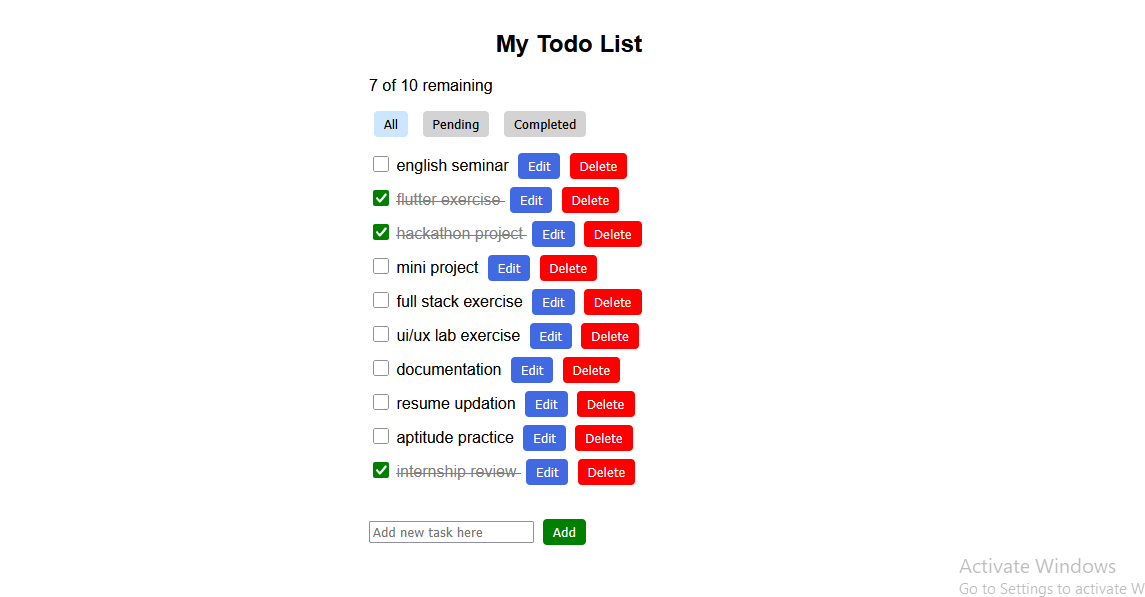 My Todo List
7 of 10 remaining
All Pending Completed
english seminar Edit Delete
flutter exercise Edit Delete
hackathon project Edit Delete
mini project Edit Delete
full stack exercise Edit Delete
ui/ux lab exercise Edit Delete
documentation Edit Delete
resume updation Edit Delete
aptitude practice Edit Delete
internship review Edit Delete
Add new task here Add
Activate Windows
Go to Settings to activate W